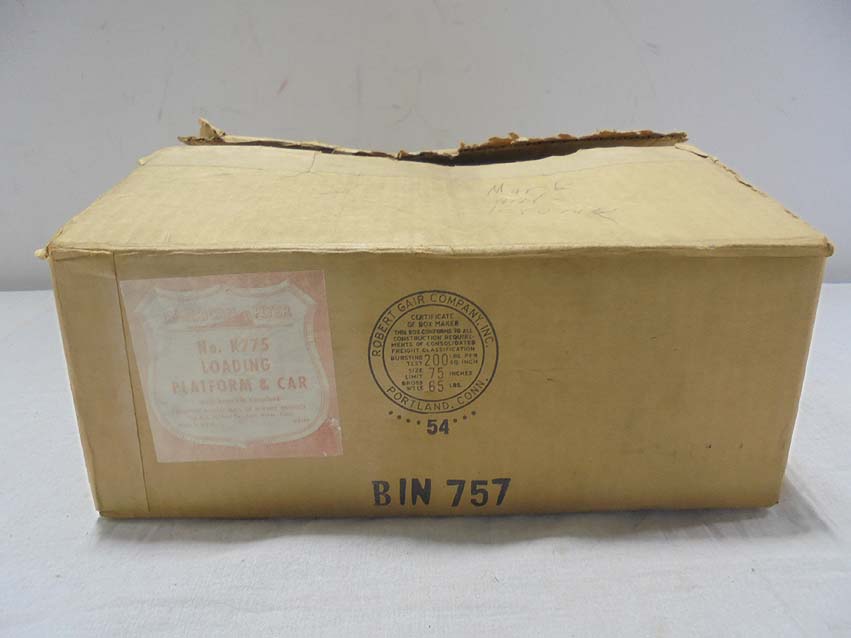 Mark
FLYER
No. K775
LOADING
PLATFORM & CAR
ROBERT GAIR COMPANY, INC.
CERTIFICATE
OF BOX MAKER
THIS BOX CONFORMS TO ALL
CONSTRUCTION REQUIRE-
MENTS OF CONSOLIDATED
FREIGHT CLASSIFICATION
BURSTING TEST 200 LBS. PER SQ. INCH
SIZE LIMIT 75 INCHES
GROSS WT. 65 LBS.
PORTLAND, CONN.
54
BIN 757